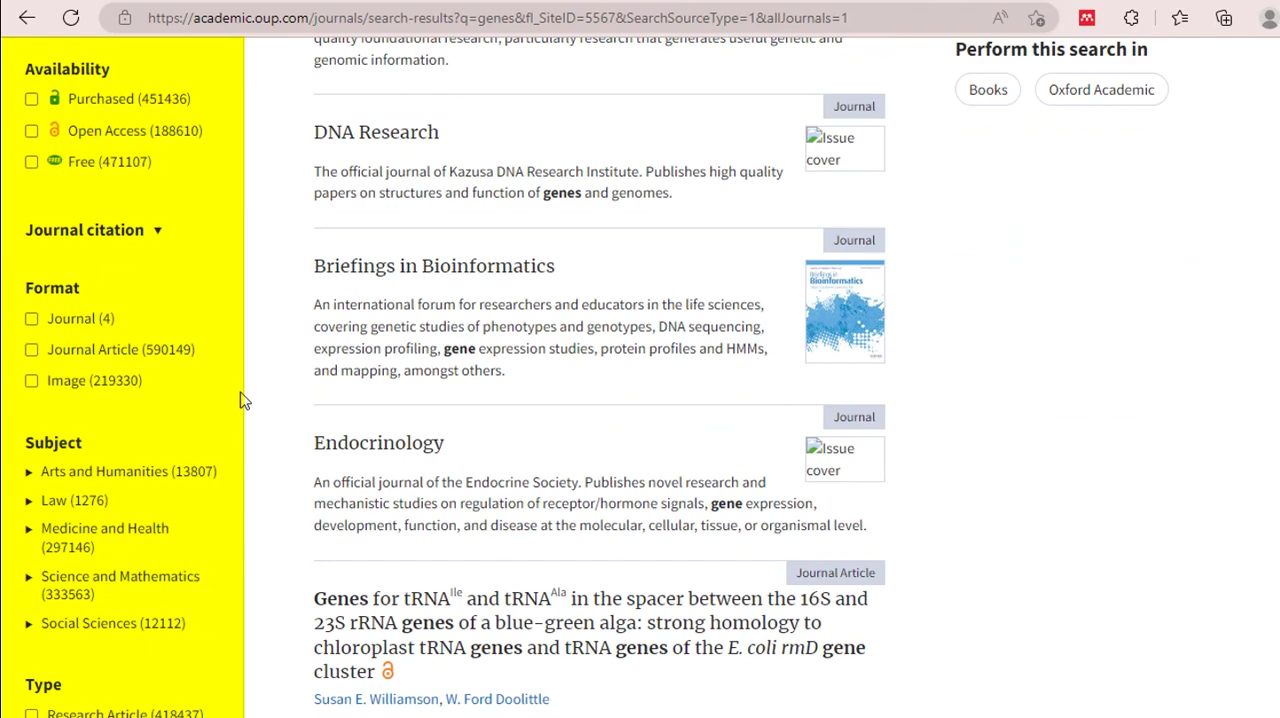 https://academic.oup.com/journals/search-results?q=genes&fl_SiteID=5567&SearchSourceType=1&allJournals=1
Availability
Purchased (451436)
Open Access (188610)
FREE Free (471107)
Journal citation ▼
Format
Journal (4)
Journal Article (590149)
Image (219330)
Subject
► Arts and Humanities (13807)
► Law (1276)
► Medicine and Health
(297146)
► Science and Mathematics
(333563)
► Social Sciences (12112)
Type
Research Article (418437)
quality foundational research, particularly research that generates useful genetic and
genomic information.
Journal
DNA Research
Issue
cover
The official journal of Kazusa DNA Research Institute. Publishes high quality
papers on structures and function of genes and genomes.
Journal
Briefings in Bioinformatics
Briefings in
Bioinformatics
An international forum for researchers and educators in the life sciences,
covering genetic studies of phenotypes and genotypes, DNA sequencing,
expression profiling, gene expression studies, protein profiles and HMMs,
and mapping, amongst others.
Journal
Endocrinology
Issue
cover
An official journal of the Endocrine Society. Publishes novel research and
mechanistic studies on regulation of receptor/hormone signals, gene expression,
development, function, and disease at the molecular, cellular, tissue, or organismal level.
Journal Article
Genes for tRNAIle and tRNAAla in the spacer between the 16S and
23S rRNA genes of a blue-green alga: strong homology to
chloroplast tRNA genes and tRNA genes of the E. coli rmD gene
cluster
Susan E. Williamson, W. Ford Doolittle
Perform this search in
Books
Oxford Academic